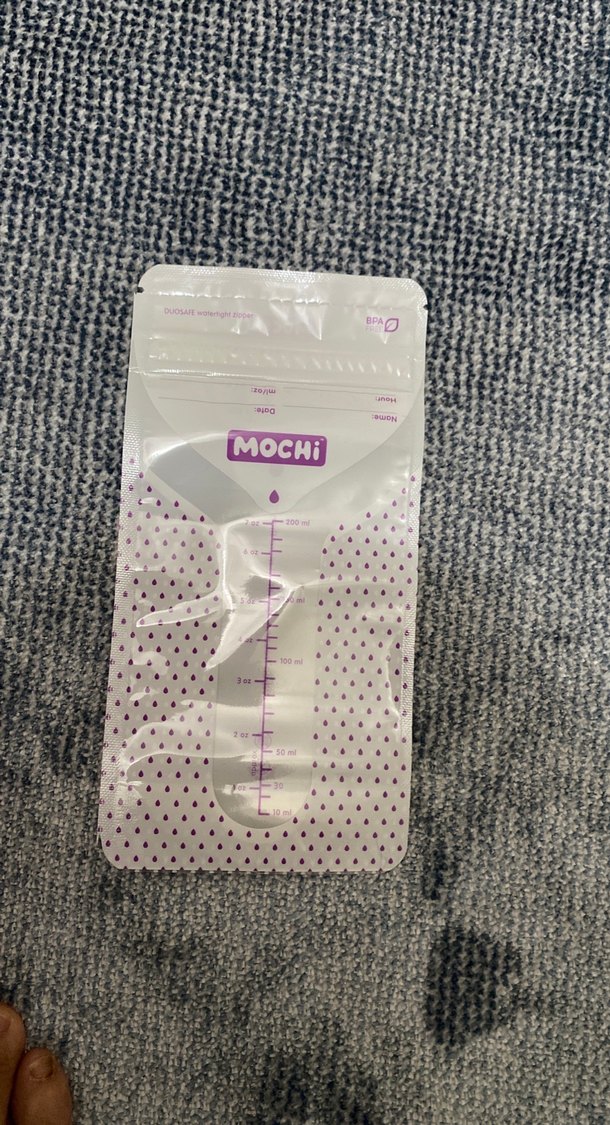 DUOSAFE watertight zipper
BPA
FREE
ml/oz:
Hour:
Date:
Name:
MOCHi
7 oz
200 ml
6 oz
5 oz
4 oz
100 ml
3 oz
2 oz
50 ml
30
oz
10 ml